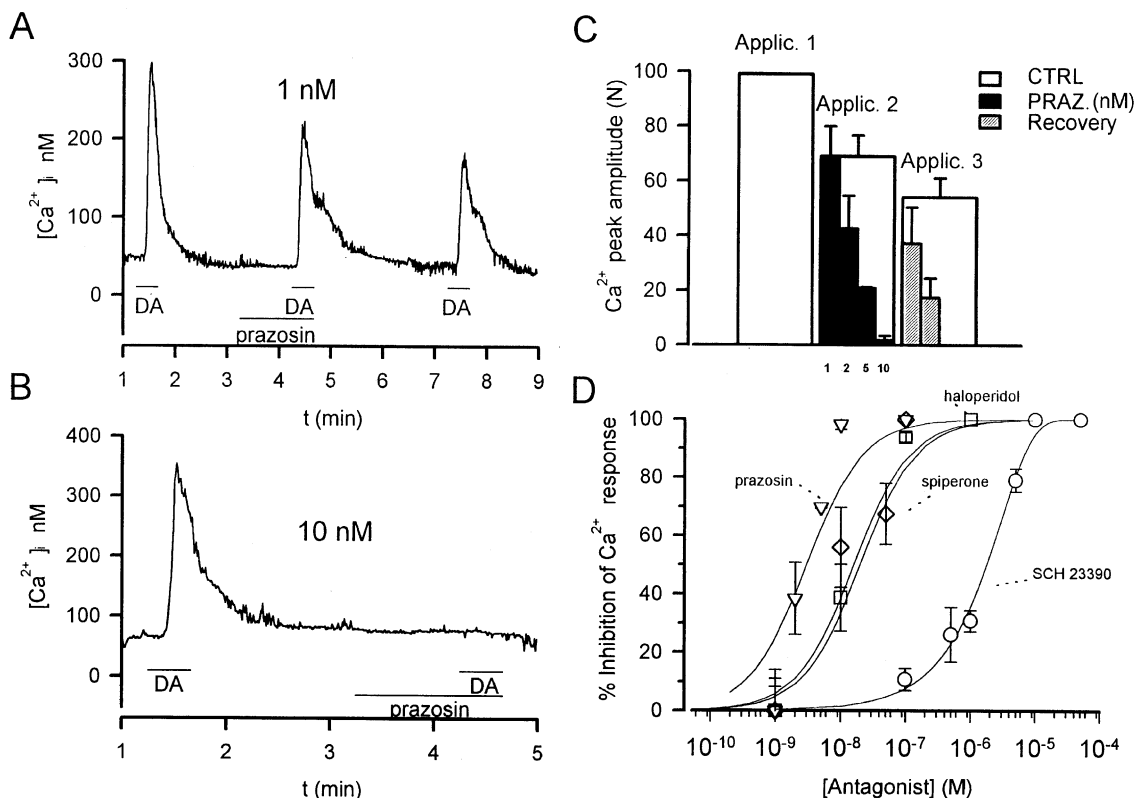 A
300
200
100
0
[Ca2+]i nM
1 nM
DA
DA
DA
prazosin
1 2 3 4 5 6 7 8 9
t (min)
B
400
300
200
100
0
[Ca2+]i nM
10 nM
DA
DA
prazosin
1 2 3 4 5
t (min)
C
Applic. 1
Applic. 2
Applic. 3
CTRL
PRAZ.(nM)
Recovery
100
80
60
40
20
0
Ca2+ peak amplitude (N)
1 2 5 10
D
100
80
60
40
20
0
% Inhibition of Ca2+ response
haloperidol
prazosin
spiperone
SCH 23390
10-10 10-9 10-8 10-7 10-6 10-5 10-4
[Antagonist] (M)